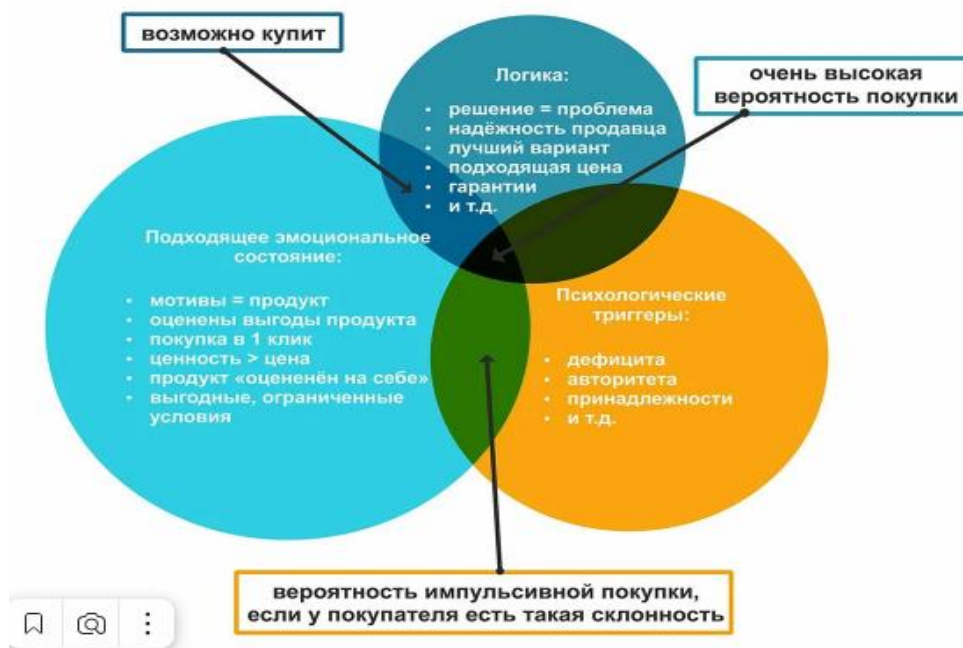 возможно купит
Логика:
• решение = проблема
• надёжность продавца
• лучший вариант
• подходящая цена
• гарантии
• и т.д.
очень высокая
вероятность покупки
Подходящее эмоциональное
состояние:
• мотивы = продукт
• оценены выгоды продукта
• покупка в 1 клик
• ценность > цена
• продукт «оцененён на себе»
• выгодные, ограниченные
условия
Психологические
триггеры:
• дефицита
• авторитета
• принадлежности
• и т.д.
вероятность импульсивной покупки,
если у покупателя есть такая склонность